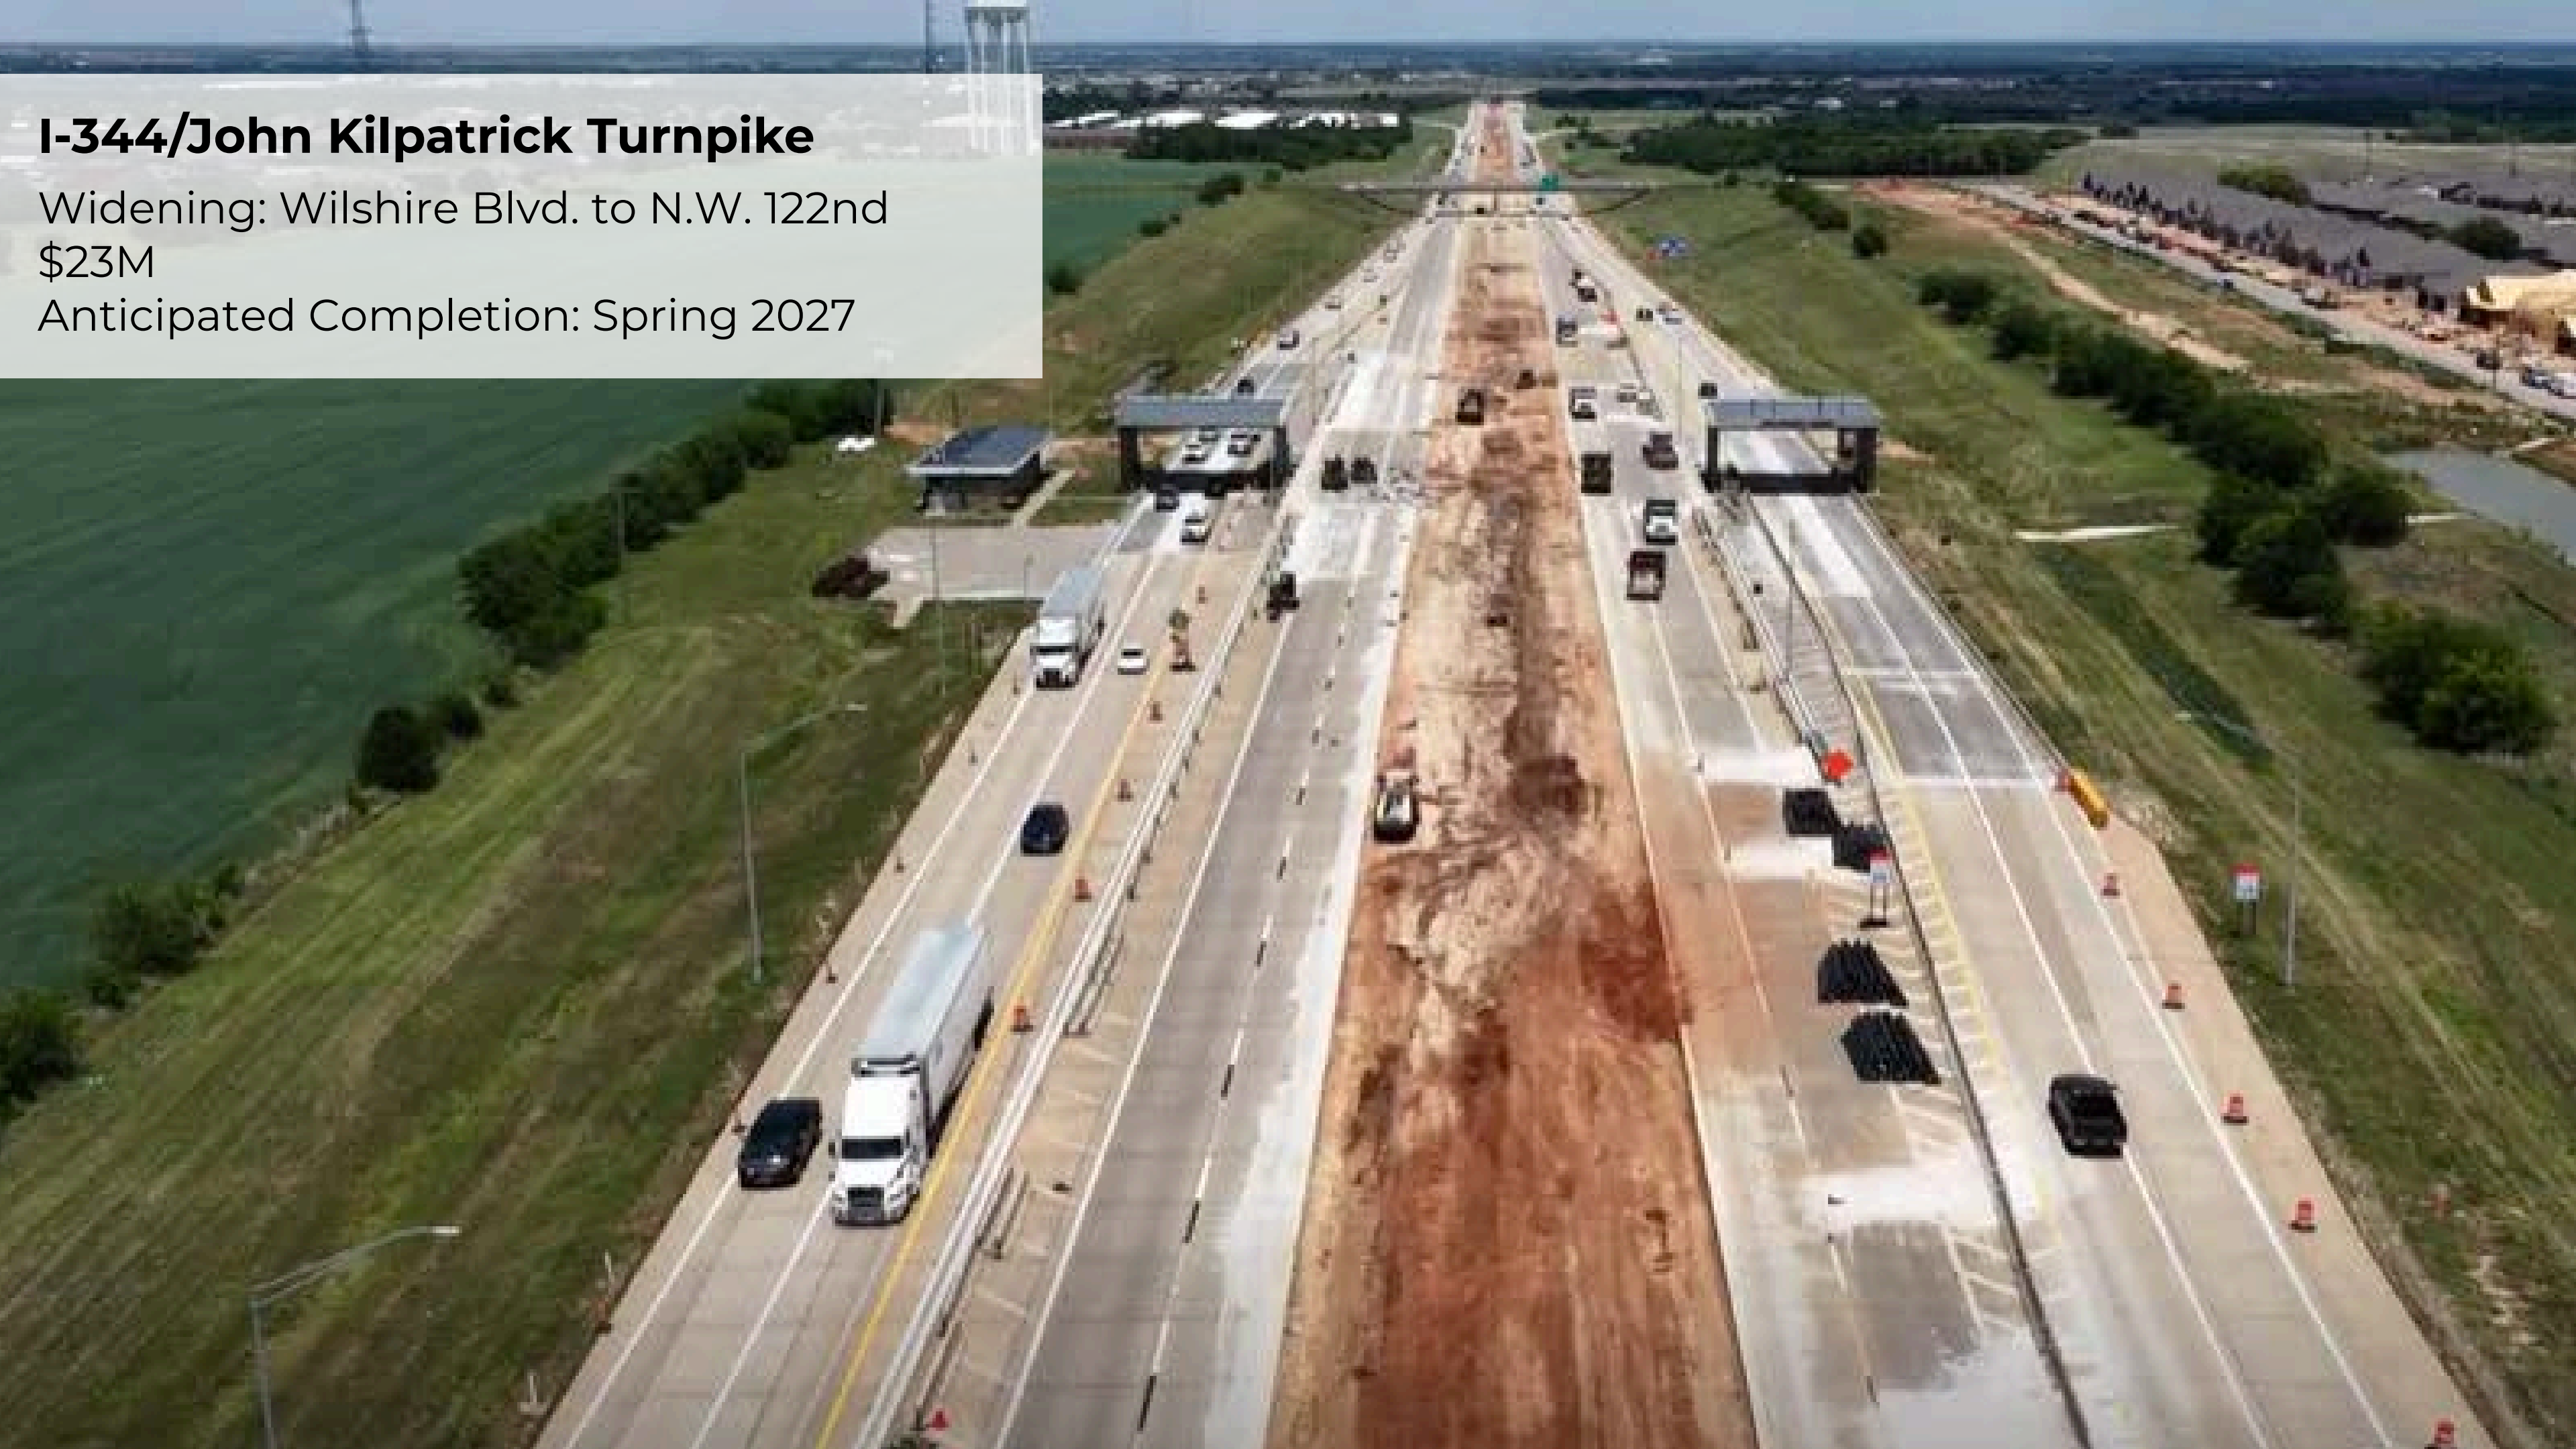 I-344/John Kilpatrick Turnpike
Widening: Wilshire Blvd. to N.W. 122nd
$23M
Anticipated Completion: Spring 2027